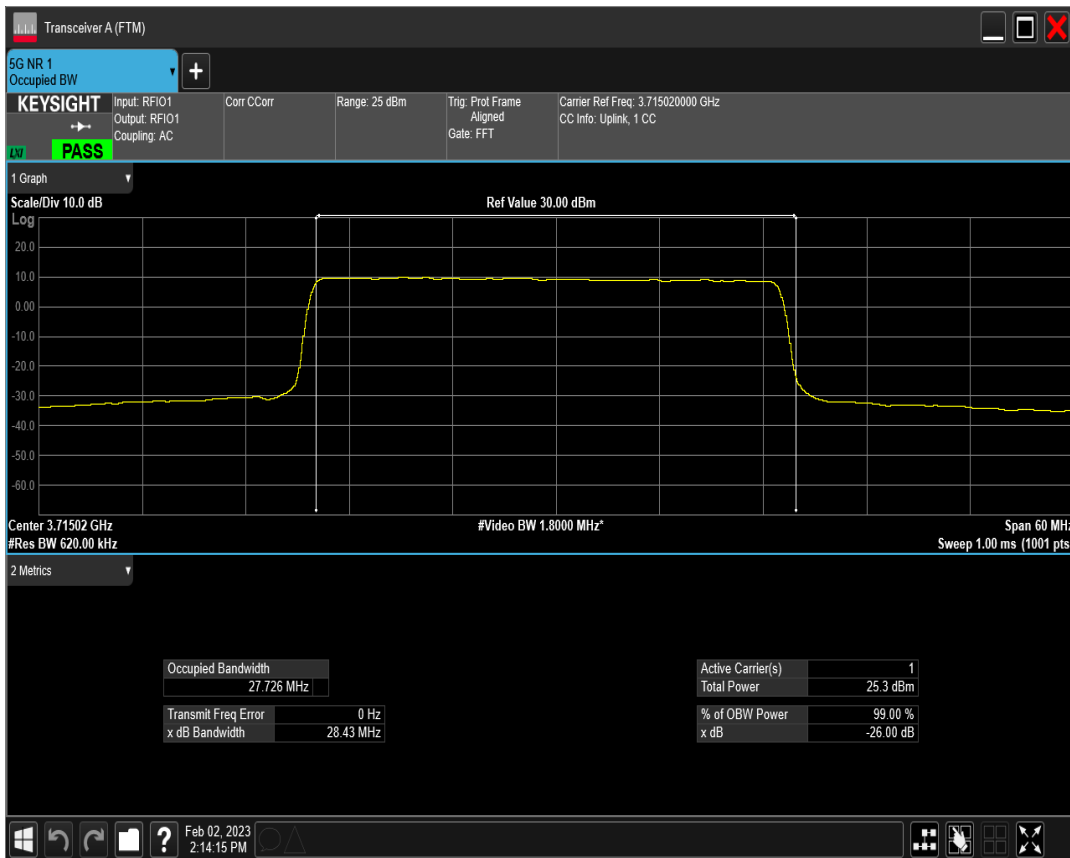 Transceiver A (FTM)
5G NR 1
Occupied BW
+
KEYSIGHT
LXI
PASS
Input: RFIO1
Output: RFIO1
Coupling: AC
Corr CCorr
Range: 25 dBm
Trig: Prot Frame
Aligned
Gate: FFT
Carrier Ref Freq: 3.715020000 GHz
CC Info: Uplink, 1 CC
1 Graph
Scale/Div 10.0 dB
Ref Value 30.00 dBm
Log
20.0
10.0
0.00
-10.0
-20.0
-30.0
-40.0
-50.0
-60.0
Center 3.71502 GHz
#Video BW 1.8000 MHz*
Span 60 MHz
#Res BW 620.00 kHz
Sweep 1.00 ms (1001 pts
2 Metrics
Occupied Bandwidth
27.726 MHz
Transmit Freq Error 0 Hz
x dB Bandwidth 28.43 MHz
Active Carrier(s) 1
Total Power 25.3 dBm
% of OBW Power 99.00 %
x dB -26.00 dB
?
Feb 02, 2023
2:14:15 PM